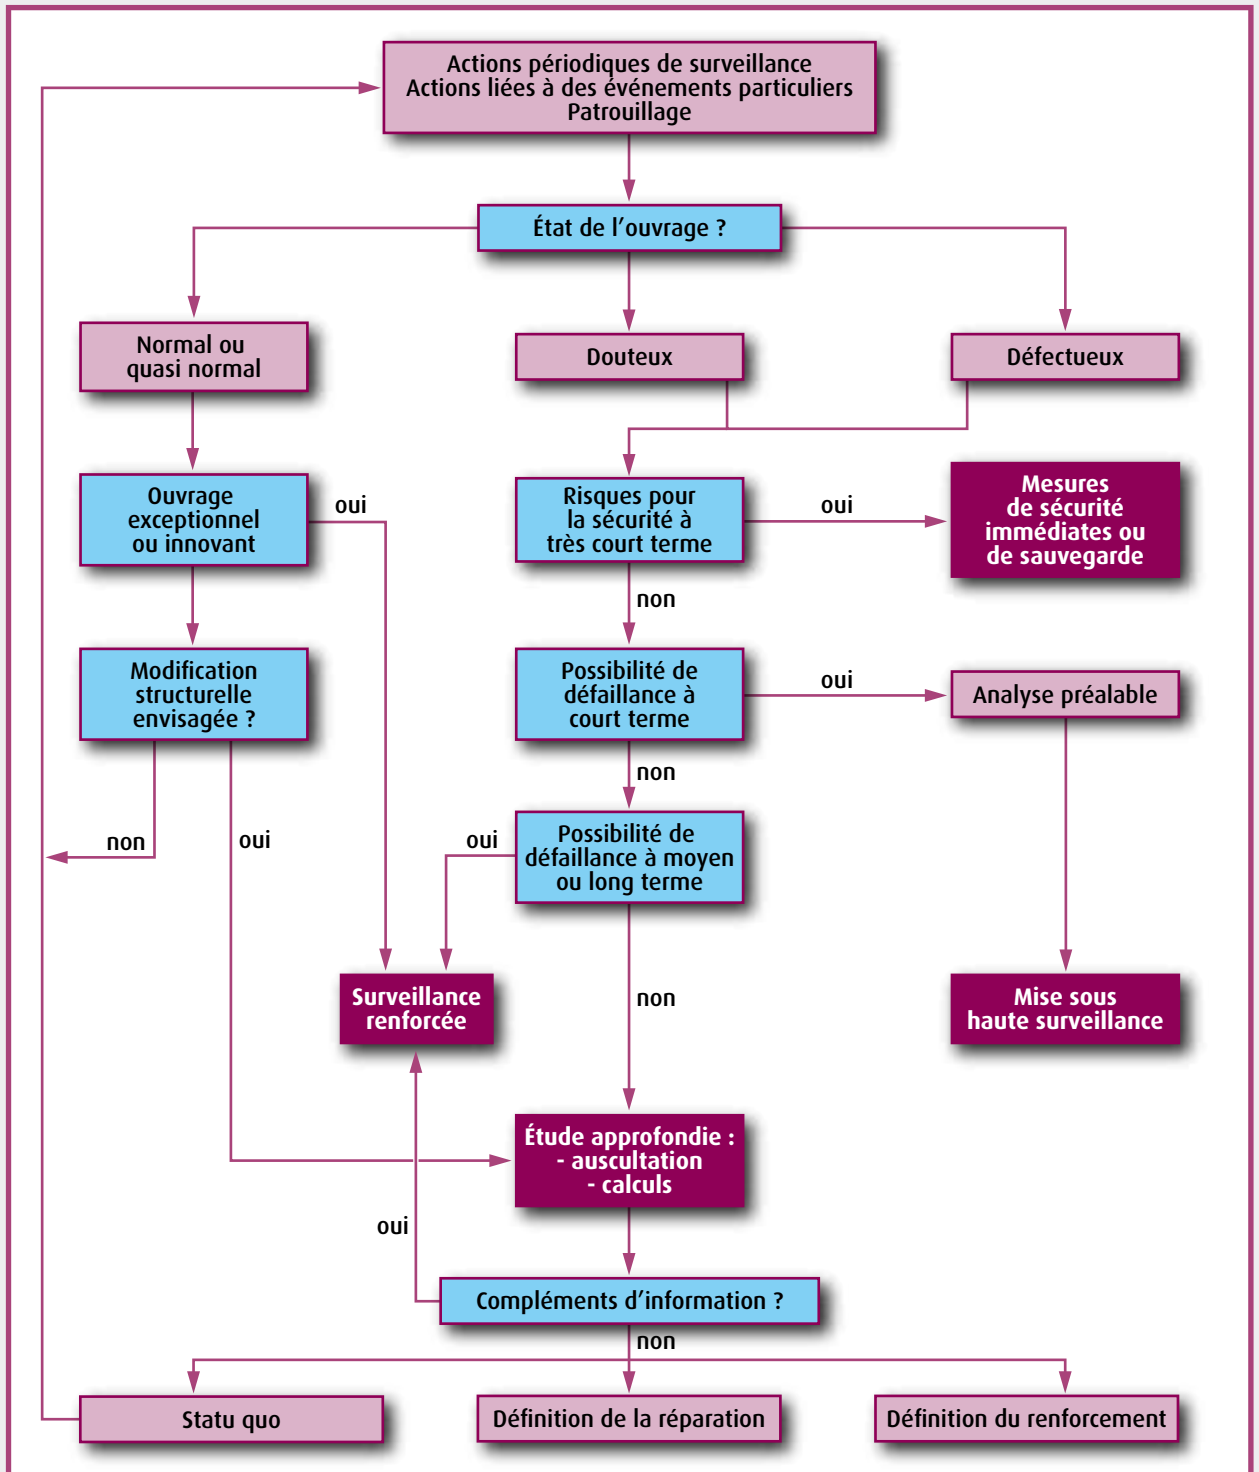 Actions périodiques de surveillance
Actions liées à des événements particuliers
Patrouillage
État de l'ouvrage ?
Normal ou
quasi normal
Douteux
Défectueux
Ouvrage
exceptionnel
ou innovant
oui
Risques pour
la sécurité à
très court terme
oui
Mesures
de sécurité
immédiates ou
de sauvegarde
non
Modification
structurelle
envisagée ?
Possibilité de
défaillance à
court terme
oui
Analyse préalable
non
non
oui
oui
Possibilité de
défaillance à moyen
ou long terme
Surveillance
renforcée
non
Mise sous
haute surveillance
Étude approfondie :
- auscultation
- calculs
oui
Compléments d'information ?
non
Statu quo
Définition de la réparation
Définition du renforcement